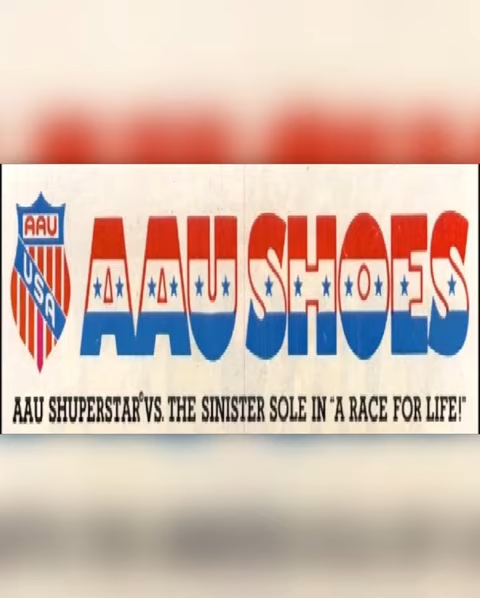 AAU
USA
AAU SHOES
AAU SHUPERSTAR® VS. THE SINISTER SOLE IN "A RACE FOR LIFE!"